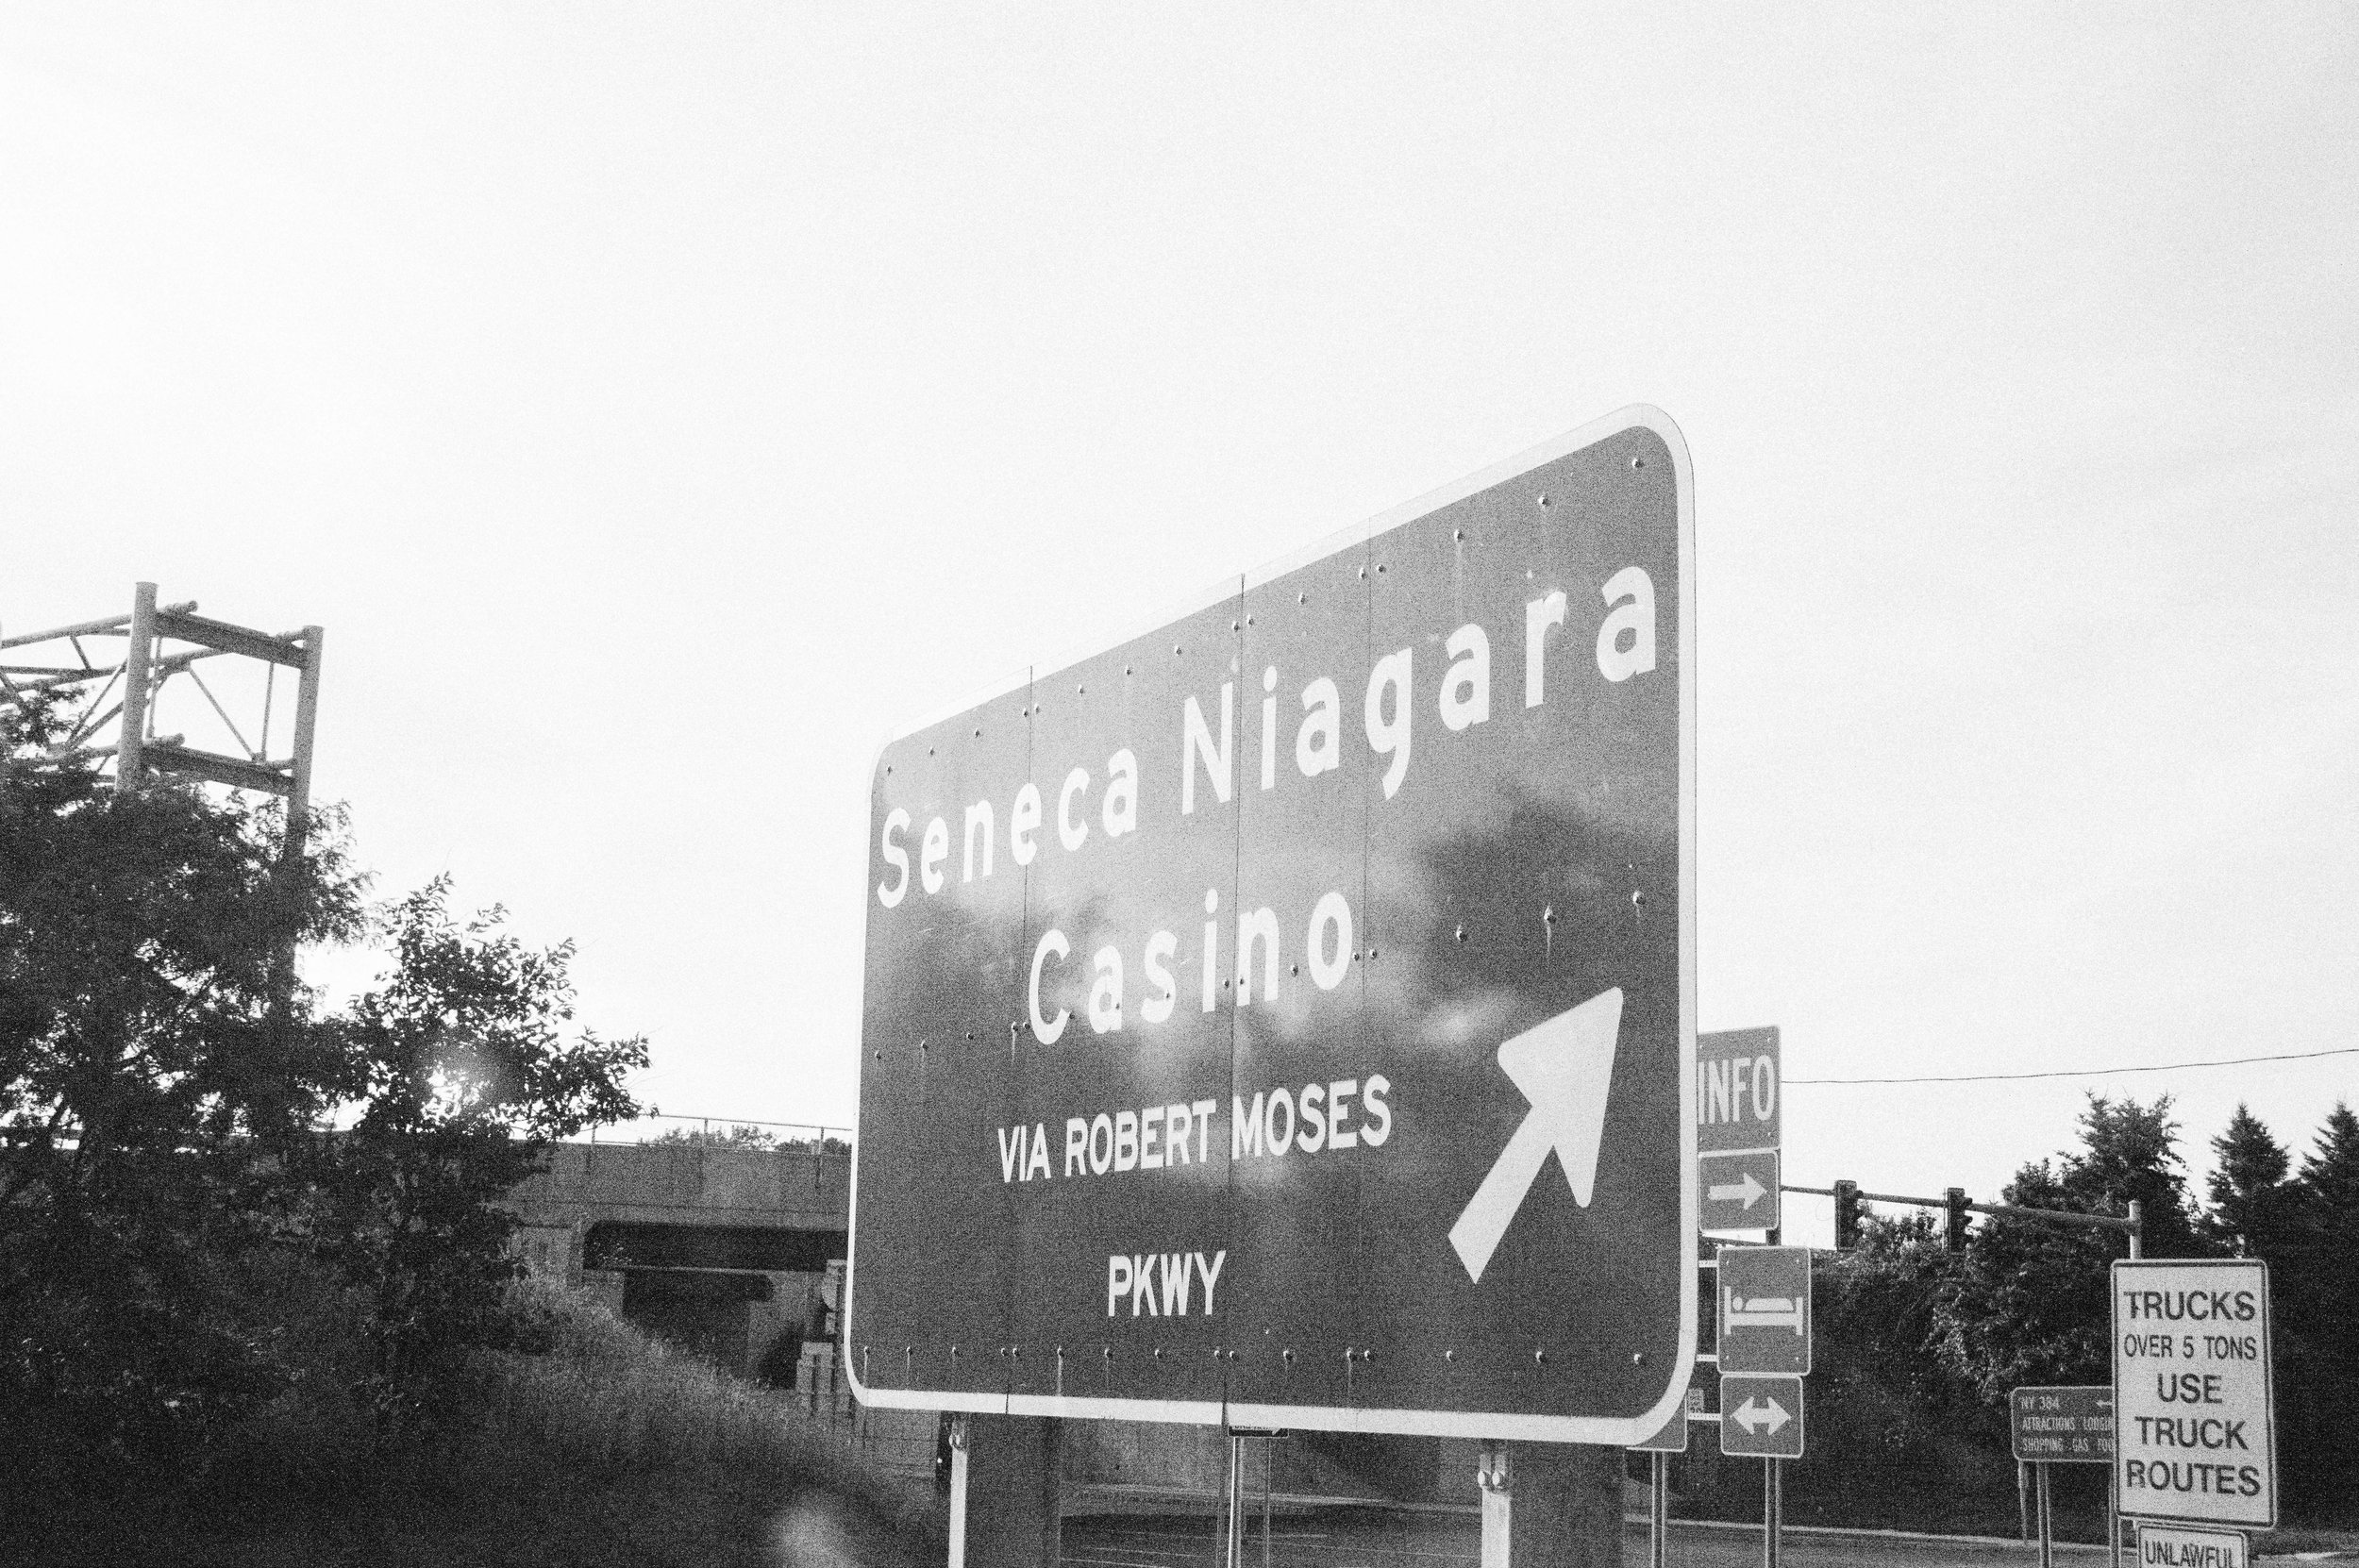 Seneca Niagara
Casino
VIA ROBERT MOSES
PKWY
INFO
NY 384
ATTRACTIONS
SHOPPING GAS
TRUCKS
OVER 5 TONS
USE
TRUCK
ROUTES
UNLAWFUL